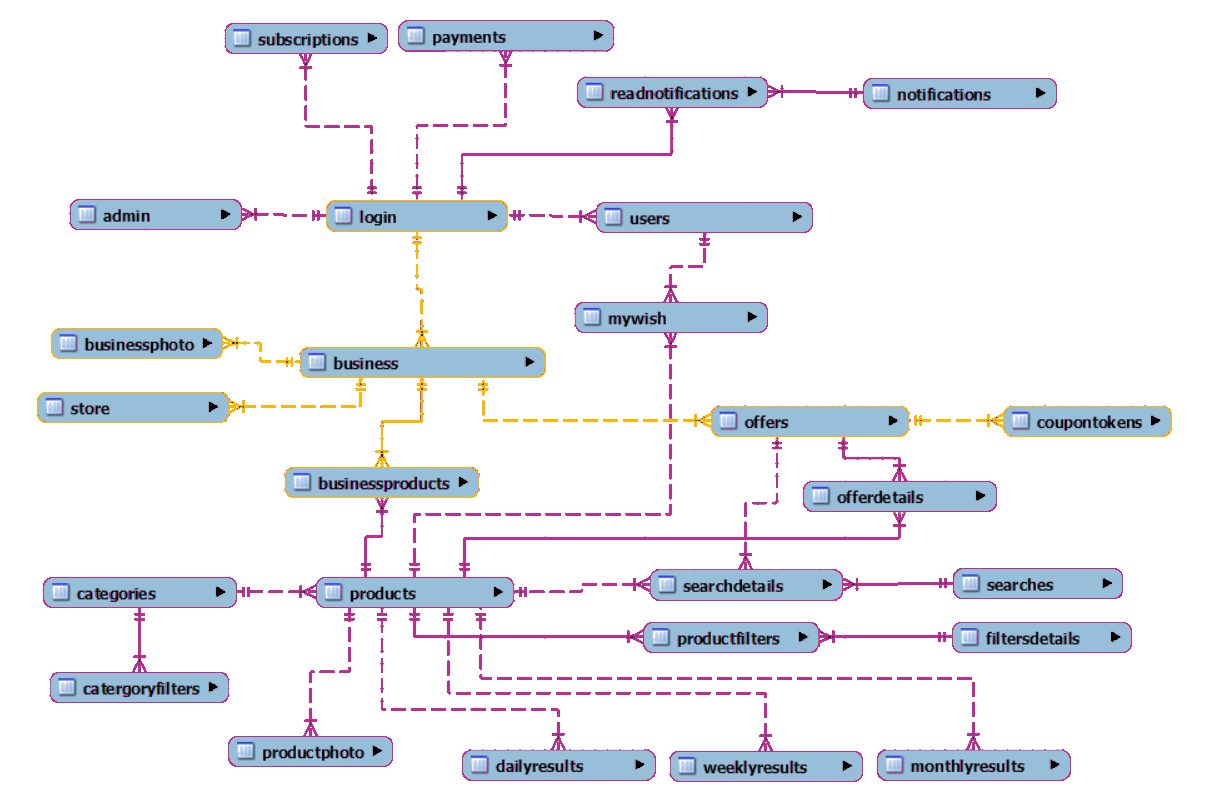 subscriptions
payments
readnotifications
notifications
admin
login
users
mywish
businessphoto
business
store
offers
coupontokens
businessproducts
offerdetails
categories
products
searchdetails
searches
productfilters
filtersdetails
catergoryfilters
productphoto
dailyresults
weeklyresults
monthlyresults